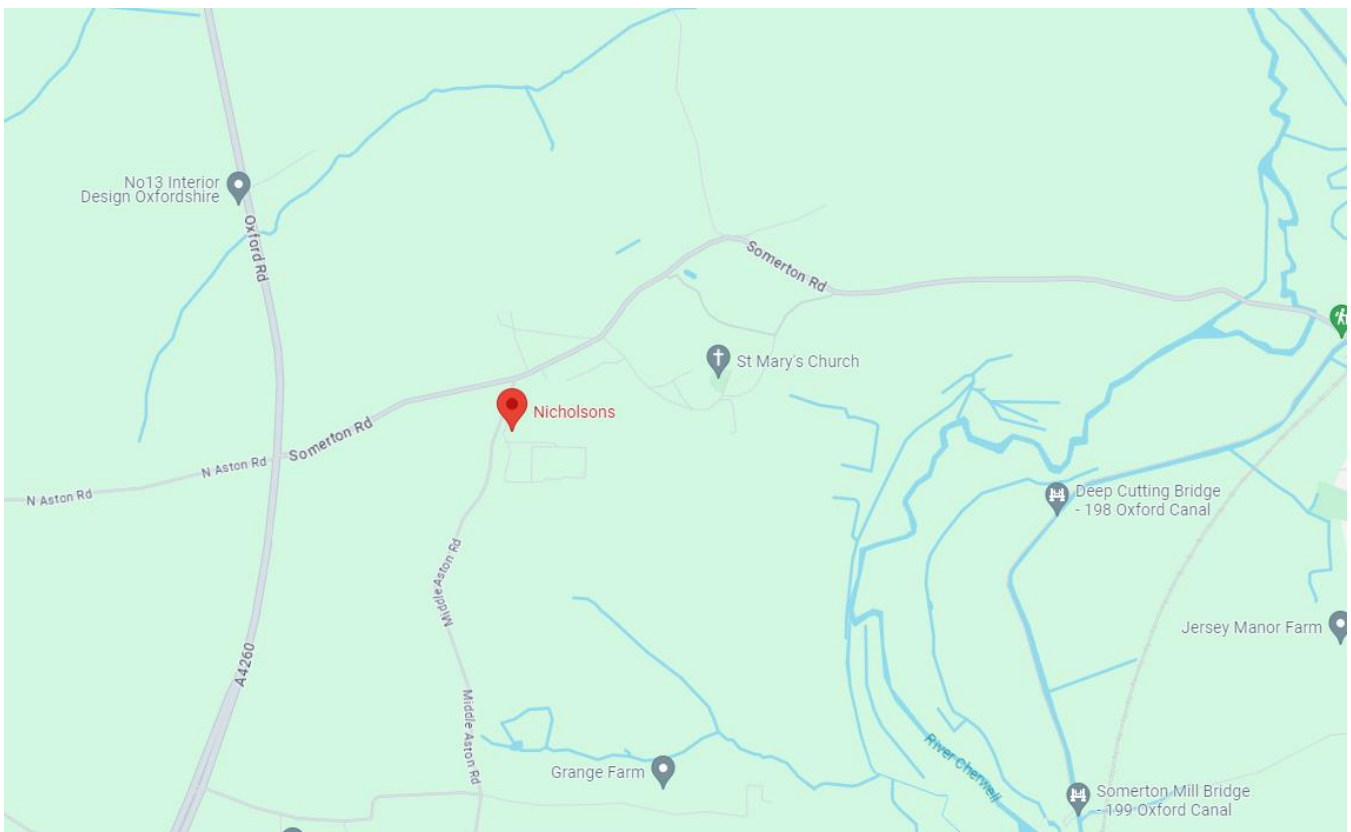 No13 Interior
Design Oxfordshire
Oxford Rd
Somerton Rd
St Mary's Church
Nicholsons
Somerton Rd
N Aston Rd
N Aston Rd
Deep Cutting Bridge
- 198 Oxford Canal
Middle Aston Rd
Jersey Manor Farm
A4260
Middle Aston Rd
River Cherwell
Grange Farm
Somerton Mill Bridge
- 199 Oxford Canal